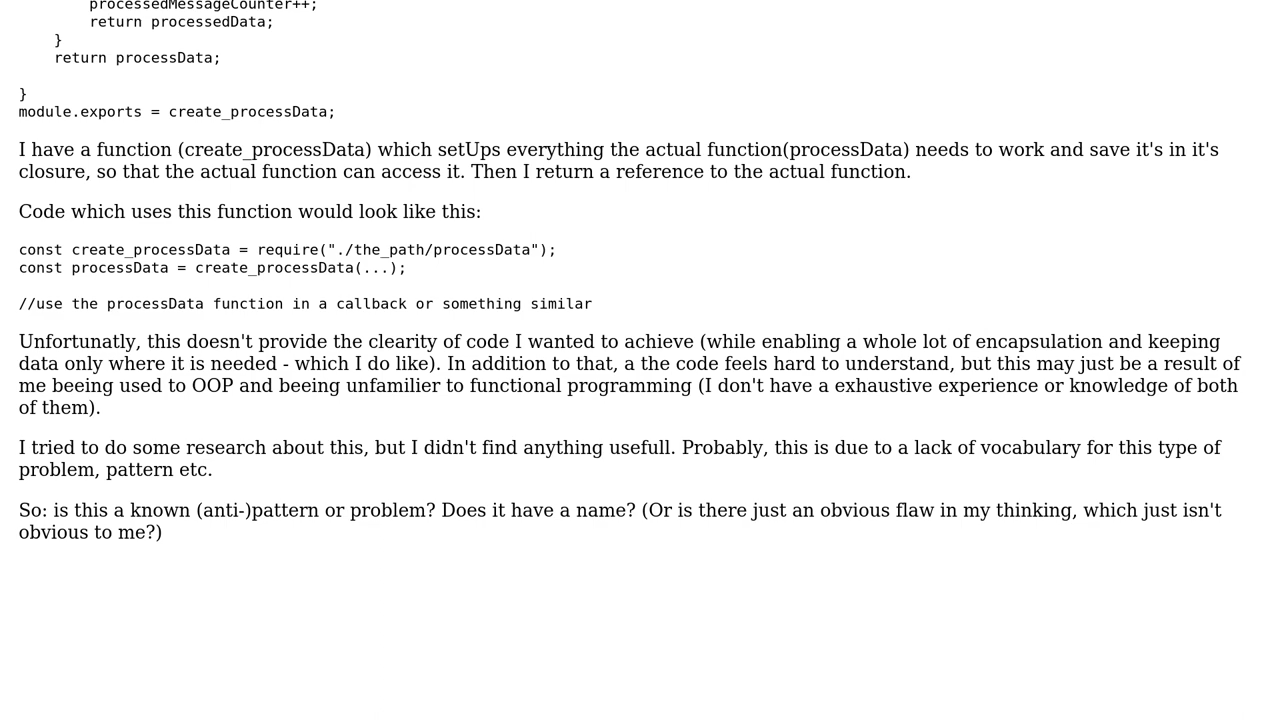 processedMessageCounter++;
        return processedData;
    }
    return processData;

}
module.exports = create_processData;
I have a function (create_processData) which setUps everything the actual function(processData) needs to work and save it's in it's
closure, so that the actual function can access it. Then I return a reference to the actual function.
Code which uses this function would look like this:
const create_processData = require("./the_path/processData");
const processData = create_processData(...);
//use the processData function in a callback or something similar
Unfortunatly, this doesn't provide the clearity of code I wanted to achieve (while enabling a whole lot of encapsulation and keeping
data only where it is needed - which I do like). In addition to that, a the code feels hard to understand, but this may just be a result of
me beeing used to OOP and beeing unfamilier to functional programming (I don't have a exhaustive experience or knowledge of both
of them).
I tried to do some research about this, but I didn't find anything usefull. Probably, this is due to a lack of vocabulary for this type of
problem, pattern etc.
So: is this a known (anti-)pattern or problem? Does it have a name? (Or is there just an obvious flaw in my thinking, which just isn't
obvious to me?)